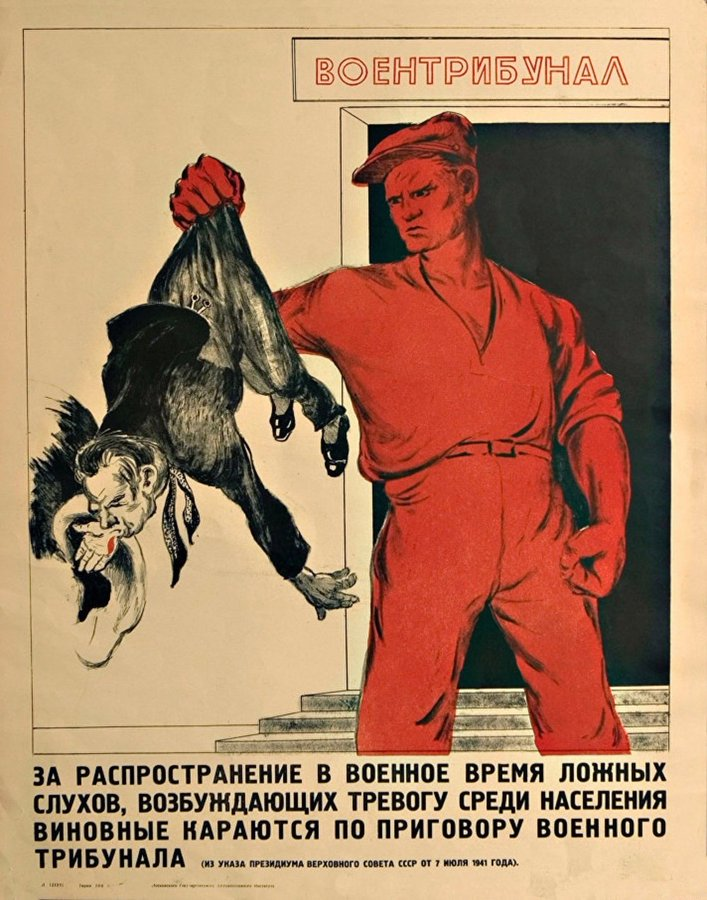 ВОЕНТРИБУНАЛ
ЗА РАСПРОСТРАНЕНИЕ В ВОЕННОЕ ВРЕМЯ ЛОЖНЫХ
СЛУХОВ, ВОЗБУЖДАЮЩИХ ТРЕВОГУ СРЕДИ НАСЕЛЕНИЯ
ВИНОВНЫЕ КАРАЮТСЯ ПО ПРИГОВОРУ ВОЕННОГО
ТРИБУНАЛА (ИЗ УКАЗА ПРЕЗИДИУМА ВЕРХОВНОГО СОВЕТА СССР ОТ 7 ИЮЛЯ 1941 ГОДА).